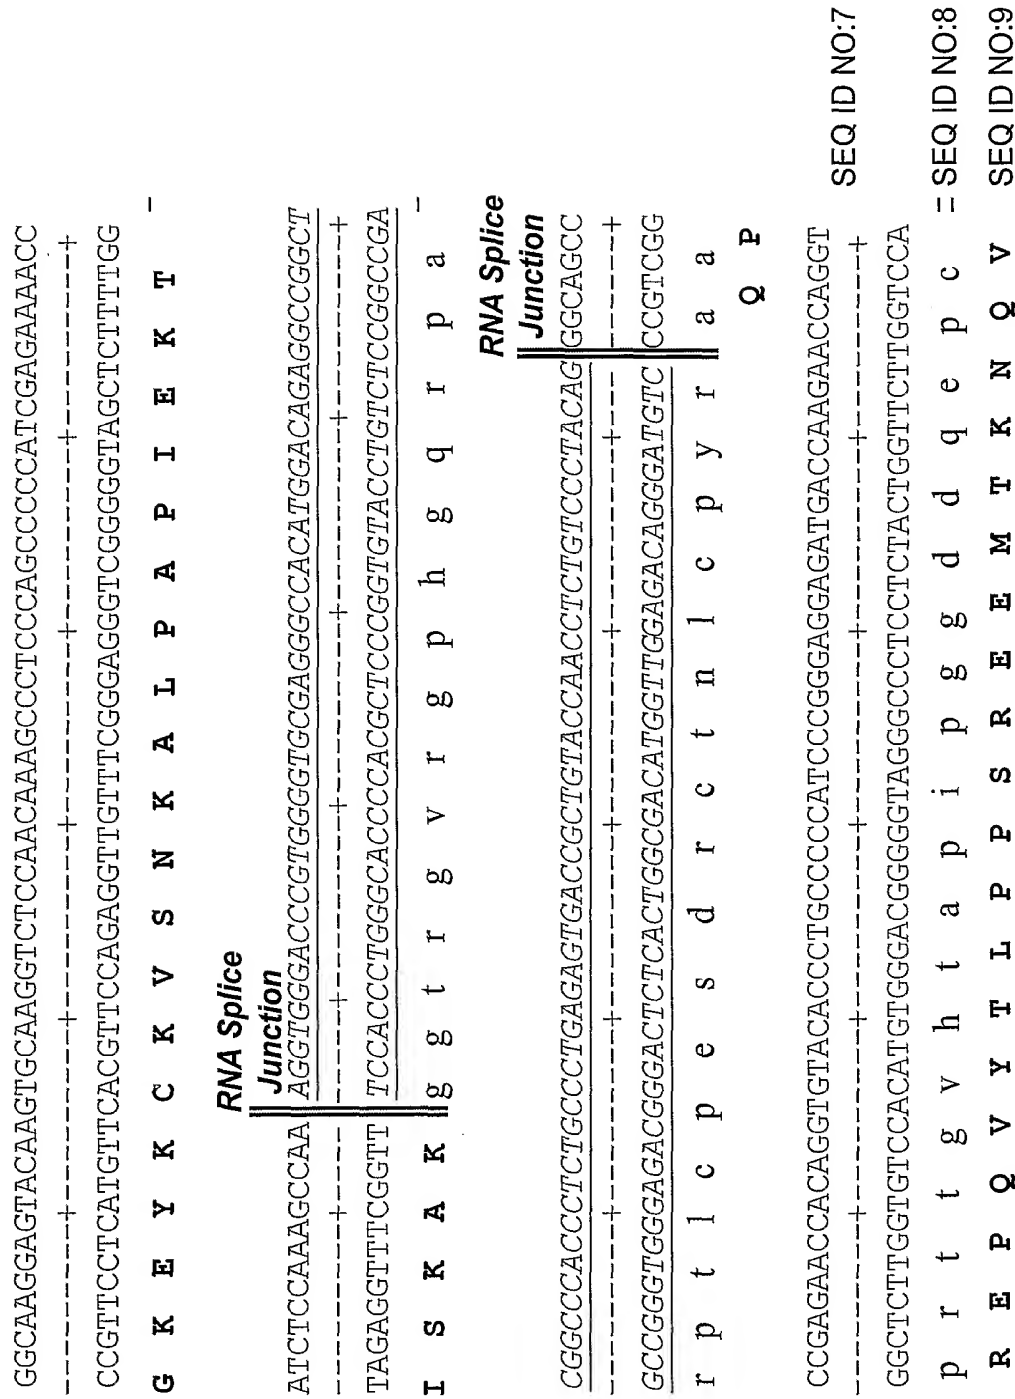 GGCAAGGAGTACAAGTGCAAGGTCTCCAACAAAGCCCTCCCAGCCCCCATCGAGAAAACC
---------+---------+---------+---------+---------+---------+
CCGTTCCTCATGTTCACGTTCCAGAGGTTGTTTCGGGAGGGTCGGGGGTAGCTCTTTTGG
G K E Y K C K V S N K A L P A P I E K T -
RNA Splice
Junction
ATCTCCAAAGCCAA AGGTGGGACCCGTGGGGTGCGAGGGCCACATGGACAGAGGCCGGCT
---------+---------+---------+---------+---------+---------+
TAGAGGTTTCGGTT TCCACCCTGGGCACCCCACGCTCCCGGTGTACCTGTCTCCGGCCGA
I S K A K g g t r g v r g p h g q r p a -
RNA Splice
Junction
CGGCCCACCCTCTGCCCTGAGAGTGACCGCTGTACCAACCTCTGTCCCTACAG GGCAGCC
---------+---------+---------+---------+---------+---------+
GCCGGGTGGGAGACGGGACTCTCACTGGCGACATGGTTGGAGACAGGGATGTC CCGTCGG
r p t l c p e s d r c t n l c p y r a a
Q P
CCGAGAACCACAGGTGTACACCCTGCCCCCATCCCGGGAGGAGATGACCAAGAACCAGGT
---------+---------+---------+---------+---------+---------+ SEQ ID NO:7
GGCTCTTGGTGTCCACATGTGGGACGGGGGTAGGGCCCTCCTCTACTGGTTCTTGGTCCA
p r t t g v h t a p i p g g d d q e p c = SEQ ID NO:8
R E P Q V Y T L P P S R E E M T K N Q V SEQ ID NO:9